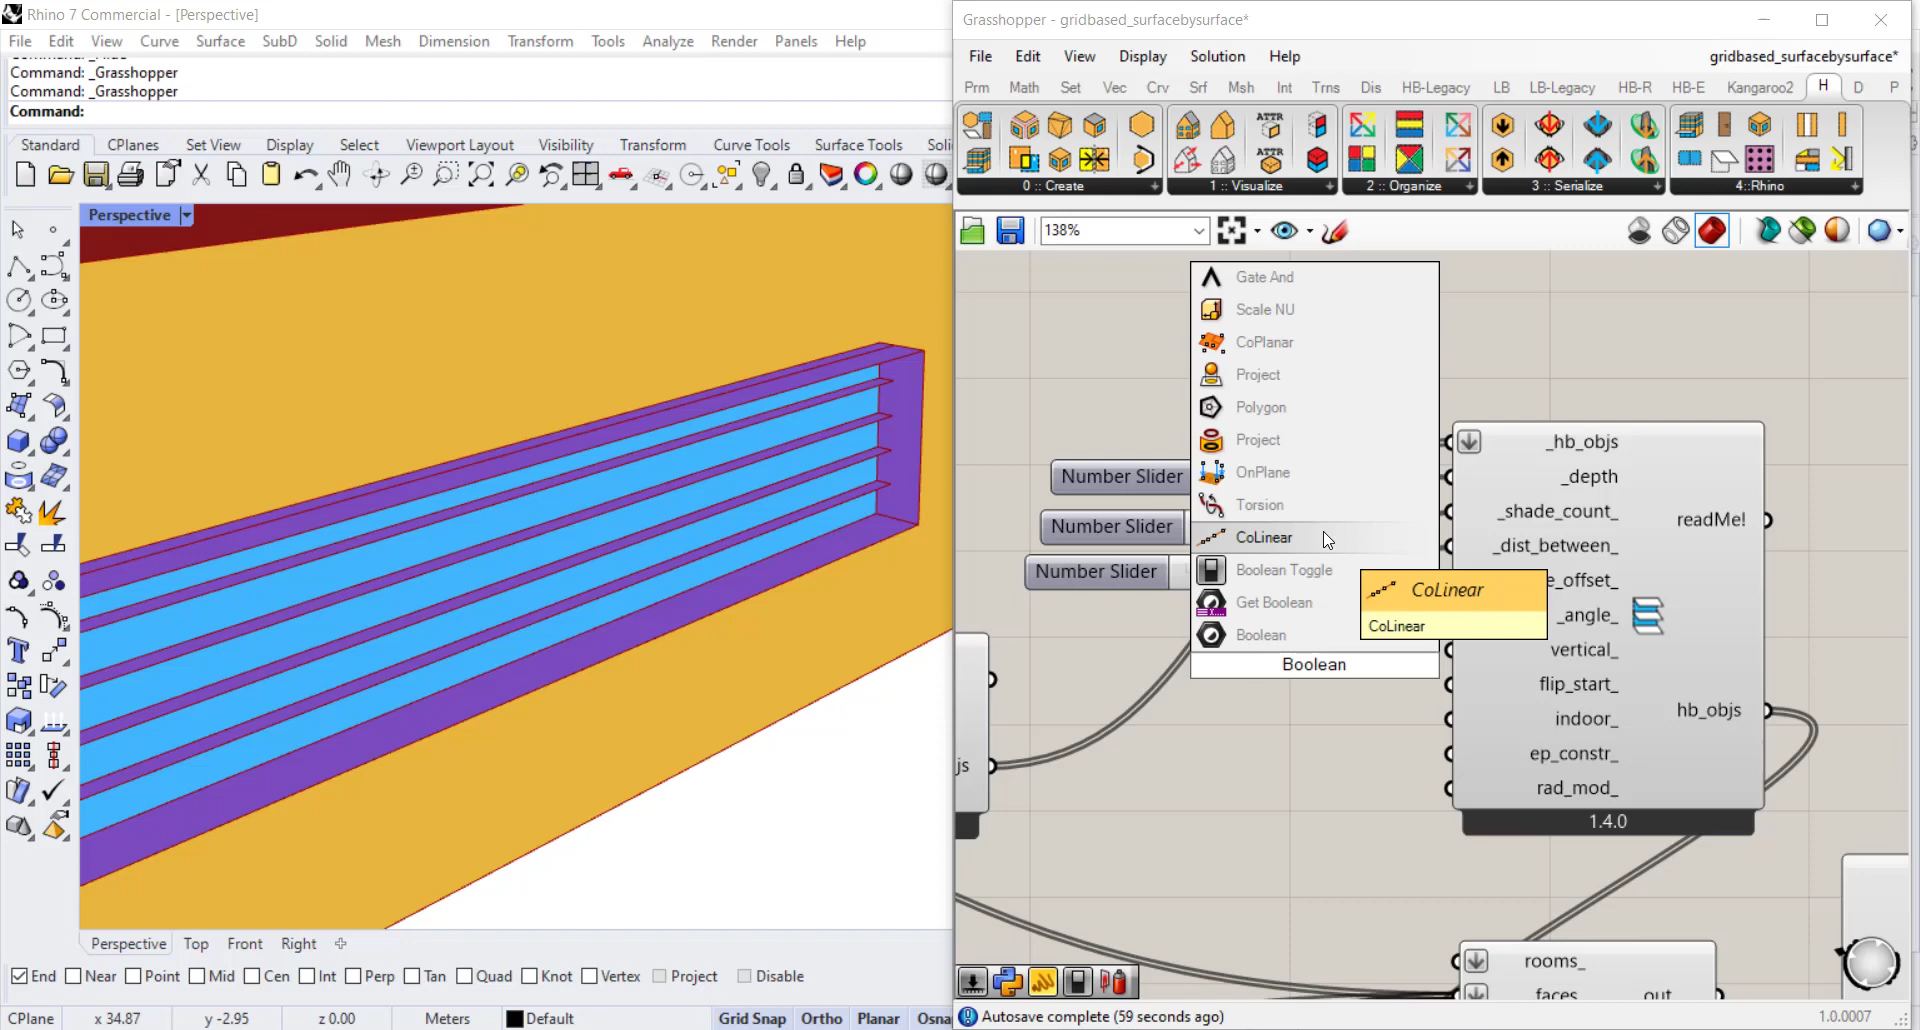 Rhino 7 Commercial - [Perspective]
File Edit View Curve Surface SubD Solid Mesh Dimension Transform Tools Analyze Render Panels Help
Command: _Grasshopper
Command: _Grasshopper
Command:
Standard CPlanes Set View Display Select Viewport Layout Visibility Transform Curve Tools Surface Tools Soli
Perspective
Perspective Top Front Right
End Near Point Mid Cen Int Perp Tan Quad Knot Vertex Project Disable
CPlane x 34.87 y -2.95 z 0.00 Meters Default Grid Snap Ortho Planar Osna
Grasshopper - gridbased_surfacebysurface*
File Edit View Display Solution Help gridbased_surfacebysurface*
Prm Math Set Vec Crv Srf Msh Int Trns Dis HB-Legacy LB LB-Legacy HB-R HB-E Kangaroo2 H D P
ATTR
ATTR
0 :: Create 1 :: Visualize 2 :: Organize 3 :: Serialize 4::Rhino
138%
Gate And
Scale NU
CoPlanar
Project
Polygon
Project
OnPlane
Torsion
CoLinear
Boolean Toggle
Get Boolean
Boolean
Boolean
CoLinear
CoLinear
Number Slider
Number Slider
Number Slider
js
_hb_objs
_depth
_shade_count_
_dist_between_
e_offset_
_angle_
vertical_
flip_start_
indoor_
ep_constr_
rad_mod_
readMe!
hb_objs
1.4.0
rooms_
faces out
Autosave complete (59 seconds ago) 1.0.0007